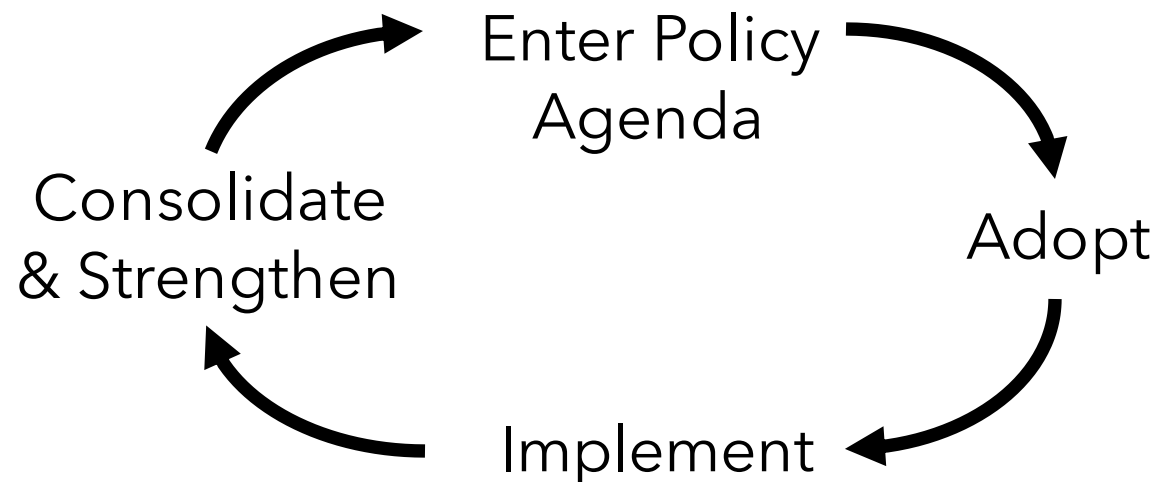 Enter Policy
Agenda
Adopt
Implement
Consolidate
& Strengthen